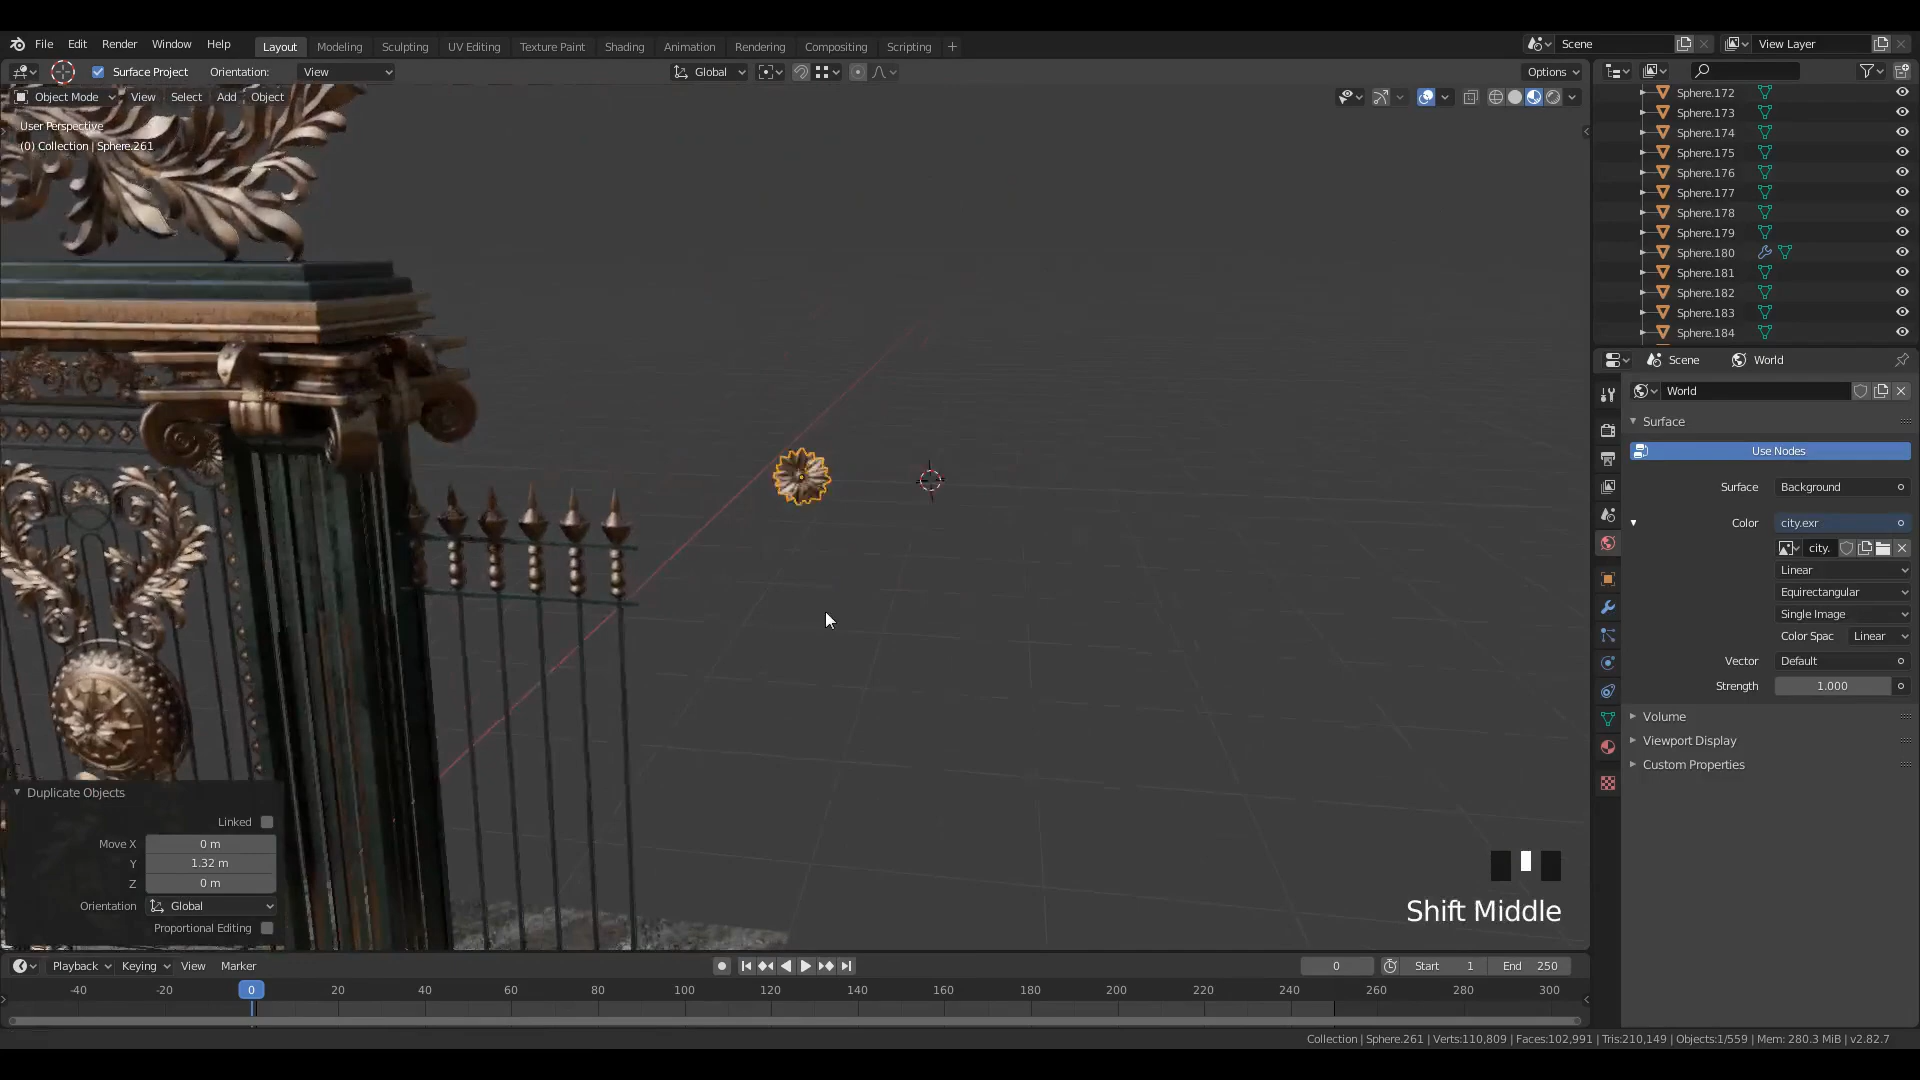 File Edit Render Window Help Layout Modeling Sculpting UV Editing Texture Paint Shading Animation Rendering Compositing Scripting + Scene View Layer
Surface Project Orientation: View Global Options
Object Mode View Select Add Object
User Perspective
(0) Collection | Sphere.261
Sphere.172
Sphere.173
Sphere.174
Sphere.175
Sphere.176
Sphere.177
Sphere.178
Sphere.179
Sphere.180
Sphere.181
Sphere.182
Sphere.183
Sphere.184
Scene World
World
Surface
Use Nodes
Surface Background
Color city.exr
city.
Linear
Equirectangular
Single Image
Color Spac Linear
Vector Default
Strength 1.000
Volume
Viewport Display
Custom Properties
Duplicate Objects
Linked
Move X 0 m
Y 1.32 m
Z 0 m
Orientation Global
Proportional Editing
Shift Middle
Playback Keying View Marker 0 Start 1 End 250
-40 -20 0 20 40 60 80 100 120 140 160 180 200 220 240 260 280 300
Collection | Sphere.261 | Verts:110,809 | Faces:102,991 | Tris:210,149 | Objects:1/559 | Mem: 280.3 MiB | v2.82.7